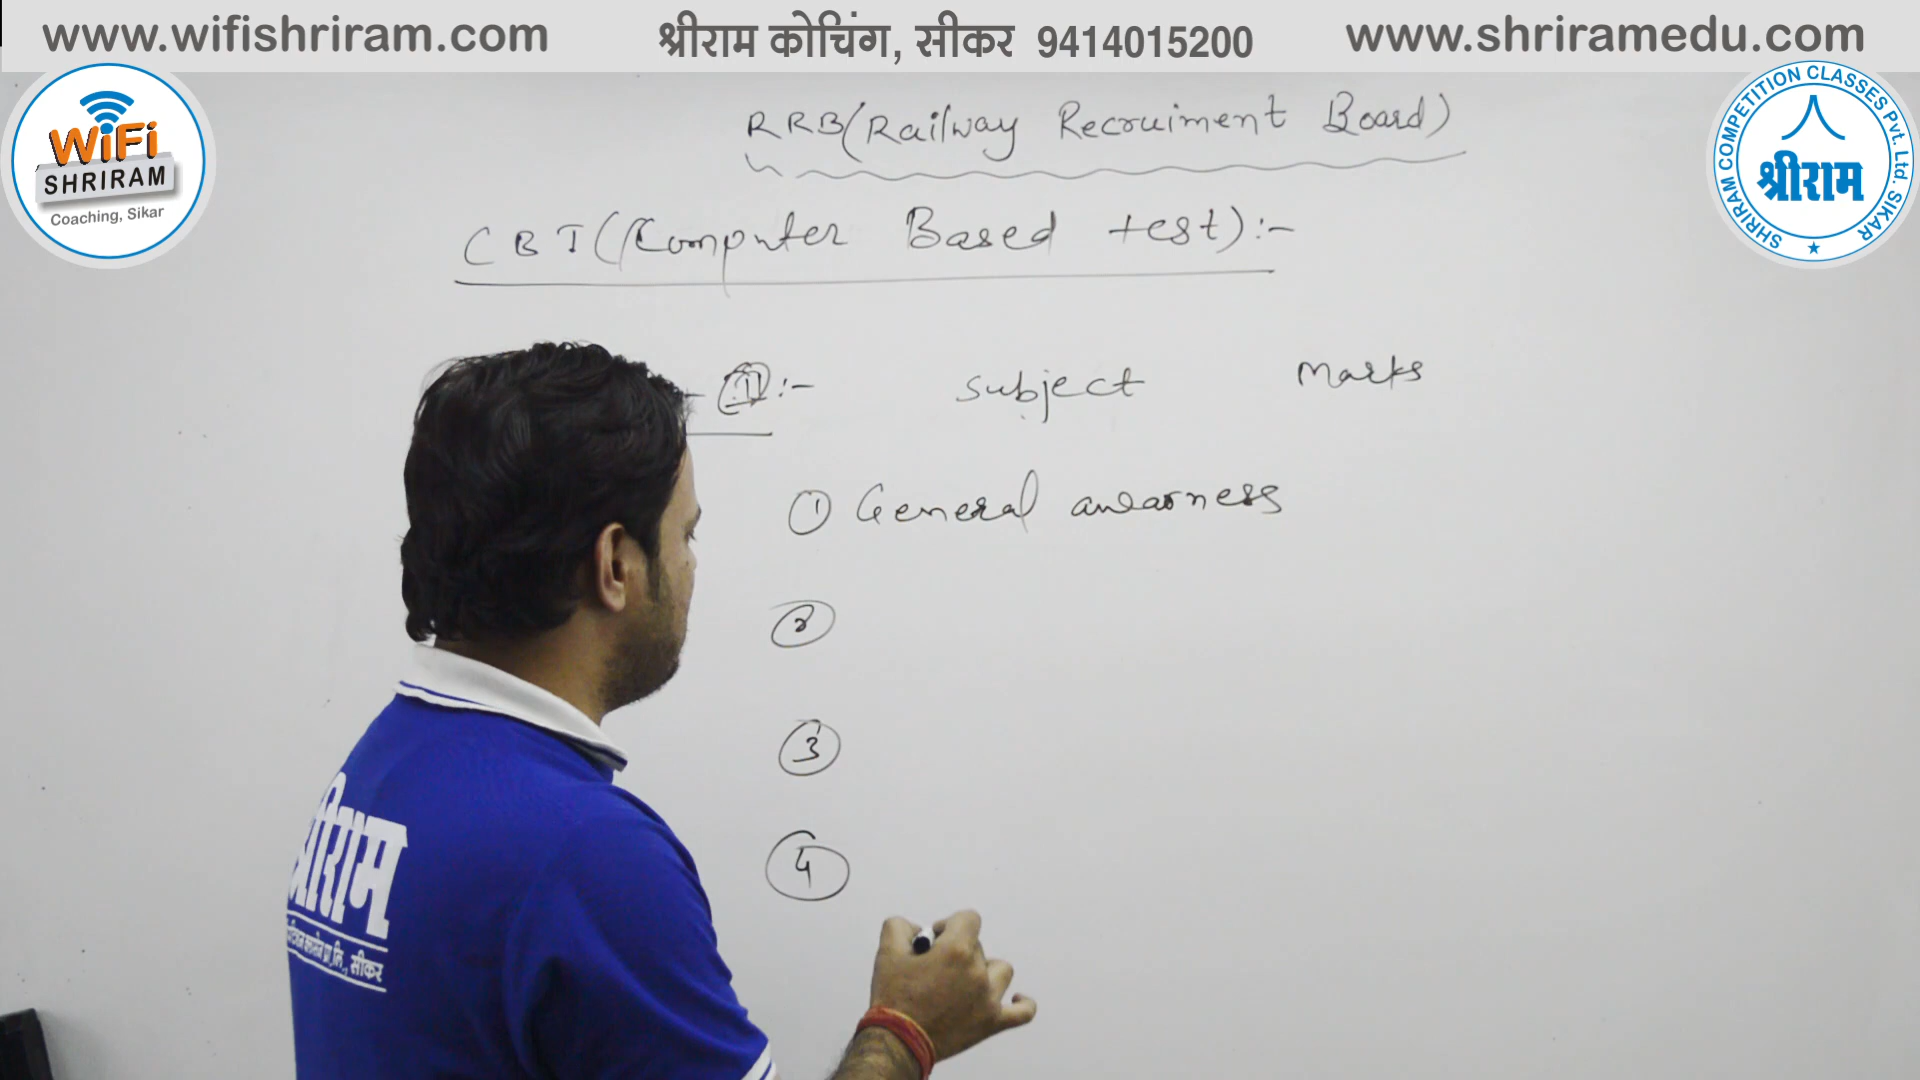 www.wifishriram.com
श्रीराम कोचिंग, सीकर 9414015200
www.shriramedu.com
WiFi
SHRIRAM
Coaching, Sikar
SHRIRAM COMPETITION CLASSES Pvt. Ltd. SIKAR
श्रीराम
RRB (Railway Recruiment Board)
CBT (Computer Based test):-
:- subject marks
① General awarness
②
③
④
श्रीराम
सीकर